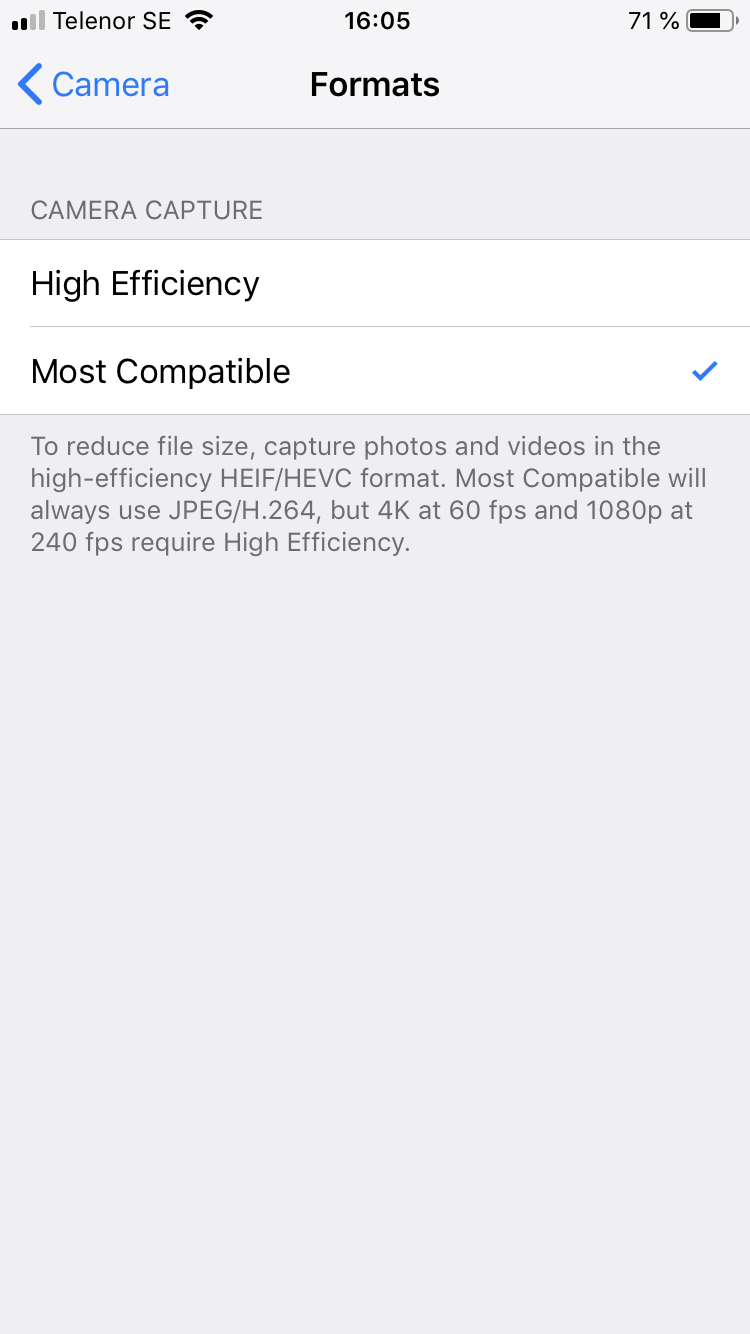 Telenor SE 16:05 71 %
Camera Formats
CAMERA CAPTURE
High Efficiency
Most Compatible
To reduce file size, capture photos and videos in the
high-efficiency HEIF/HEVC format. Most Compatible will
always use JPEG/H.264, but 4K at 60 fps and 1080p at
240 fps require High Efficiency.